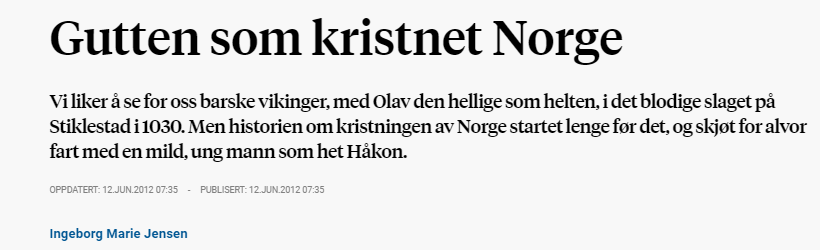 Gutten som kristnet Norge
Vi liker å se for oss barske vikinger, med Olav den hellige som helten, i det blodige slaget på
Stiklestad i 1030. Men historien om kristningen av Norge startet lenge før det, og skjøt for alvor
fart med en mild, ung mann som het Håkon.
OPPDATERT: 12.JUN.2012 07:35 - PUBLISERT: 12.JUN.2012 07:35
Ingeborg Marie Jensen